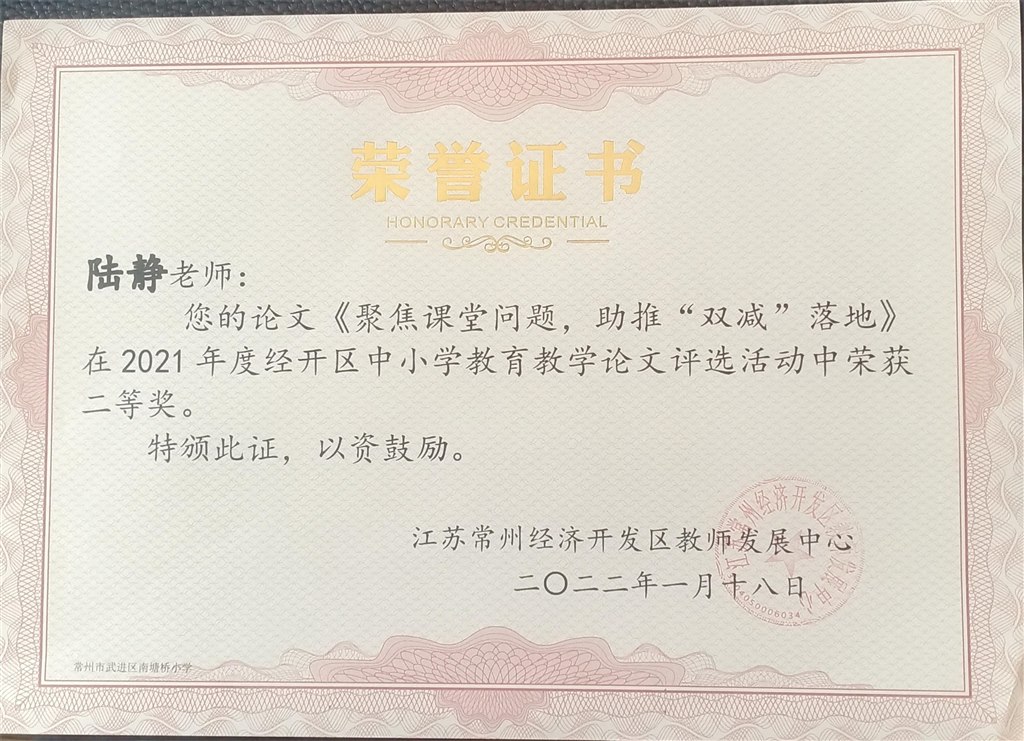 荣誉证书
HONORARY CREDENTIAL
陆静老师：
您的论文《聚焦课堂问题，助推“双减”落地》
在2021年度经开区中小学教育教学论文评选活动中荣获
二等奖。
特颁此证，以资鼓励。
江苏常州经济开发区教师发展中心
二〇二二年一月十八日
常州市武进区南塘桥小学